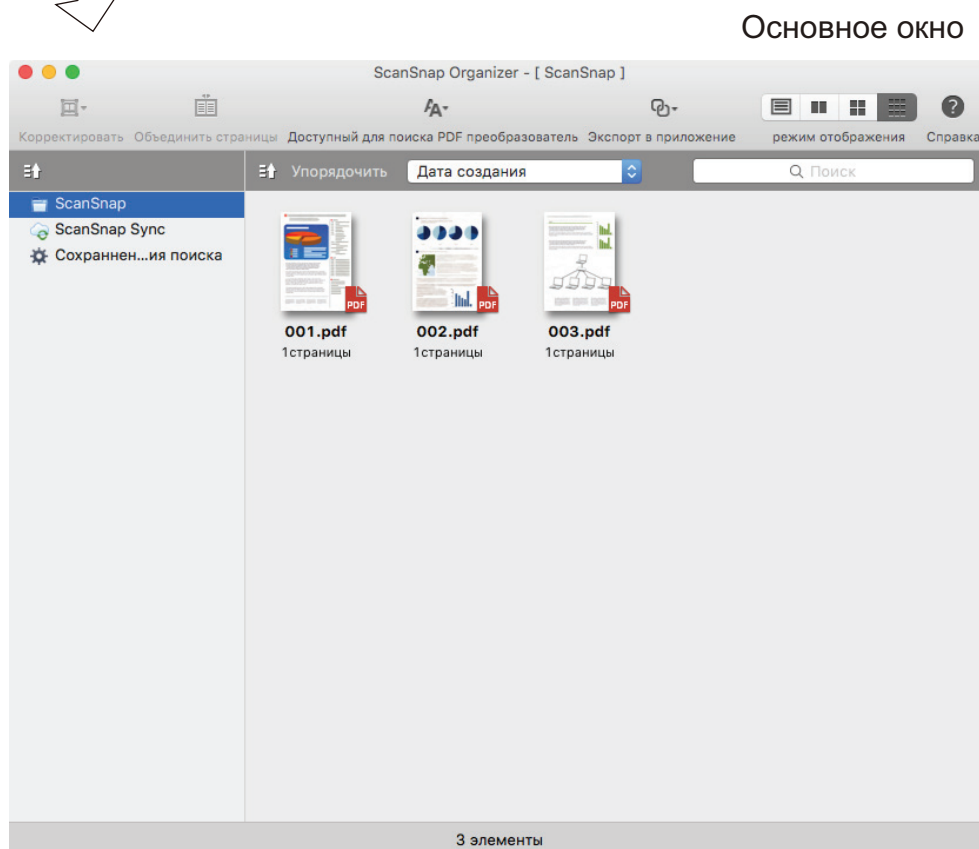 Основное окно
ScanSnap Organizer - [ ScanSnap ]
Корректировать Объединить страницы Доступный для поиска PDF преобразователь Экспорт в приложение режим отображения Справка
Упорядочить Дата создания Поиск
ScanSnap
ScanSnap Sync
Сохраннен...ия поиска
PDF PDF PDF
001.pdf 002.pdf 003.pdf
1страницы 1страницы 1страницы
3 элементы